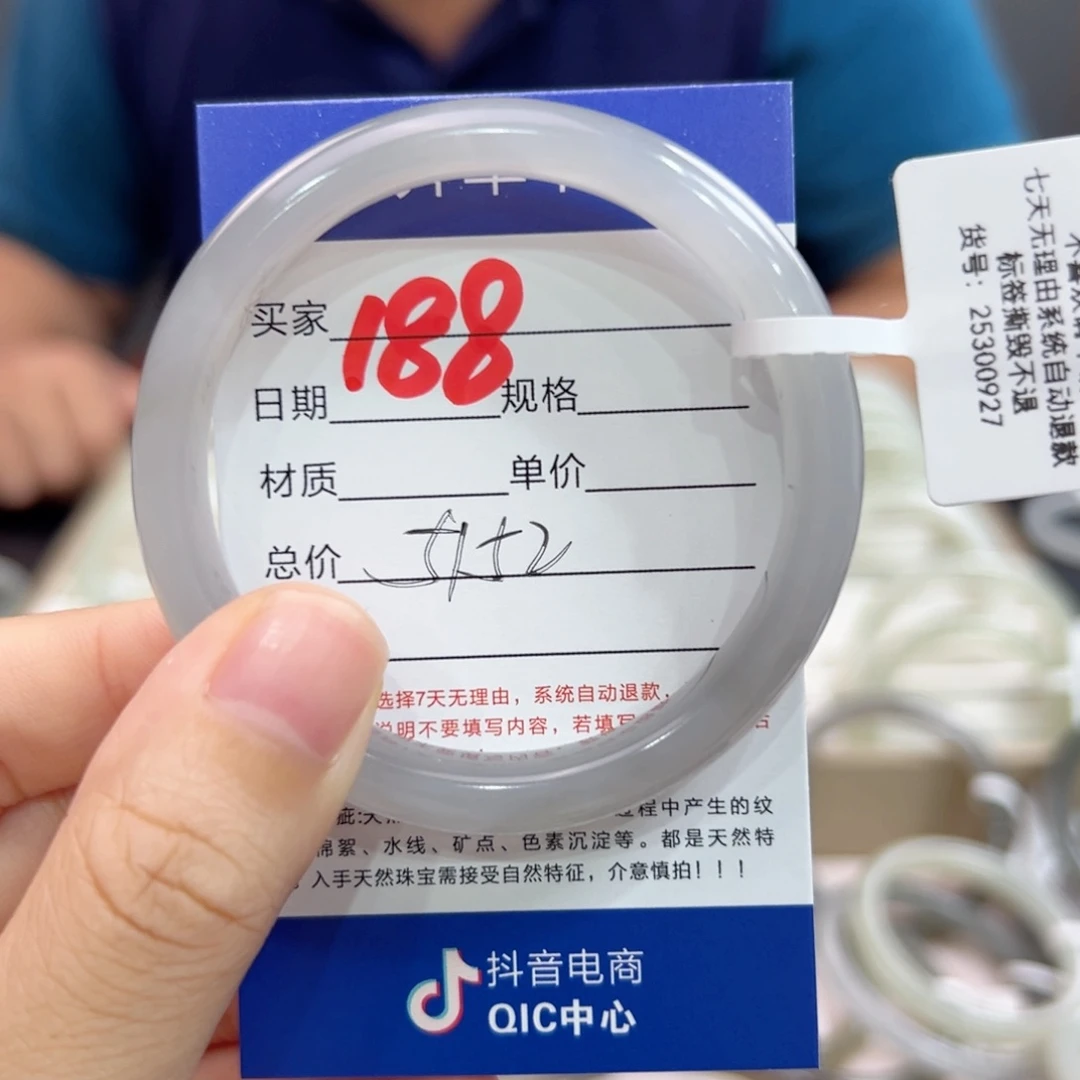 188
买家
日期 规格
材质 单价
总价
选择7天无理由，系统自动退款，
说明不要填写内容，若填写
过程中产生的纹
棉絮、水线、矿点、色素沉淀等。都是天然特
，入手天然珠宝需接受自然特征，介意慎拍！！！
抖音电商
QIC中心
七天无理由系统自动退款
标签撕毁不退
货号：25300927